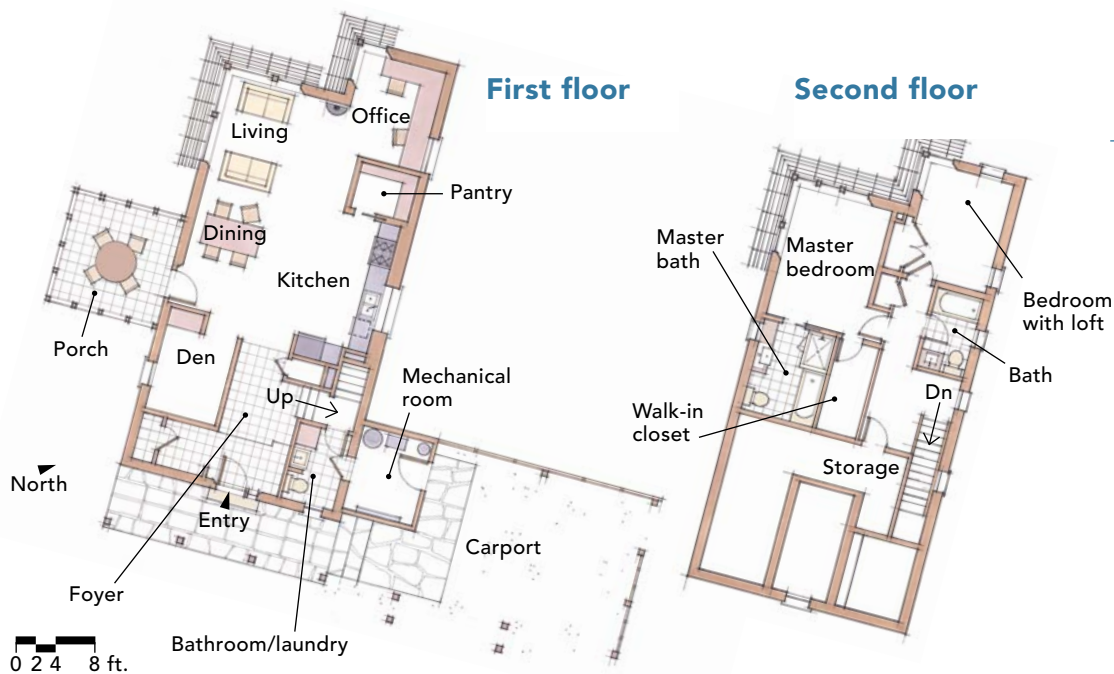 First floor
Second floor
Office
Living
Pantry
Dining
Kitchen
Porch
Den
Mechanical
room
Up
North
Entry
Carport
Foyer
Bathroom/laundry
0 2 4 8 ft.
Master
bath
Master
bedroom
Bedroom
with loft
Bath
Walk-in
closet
Dn
Storage